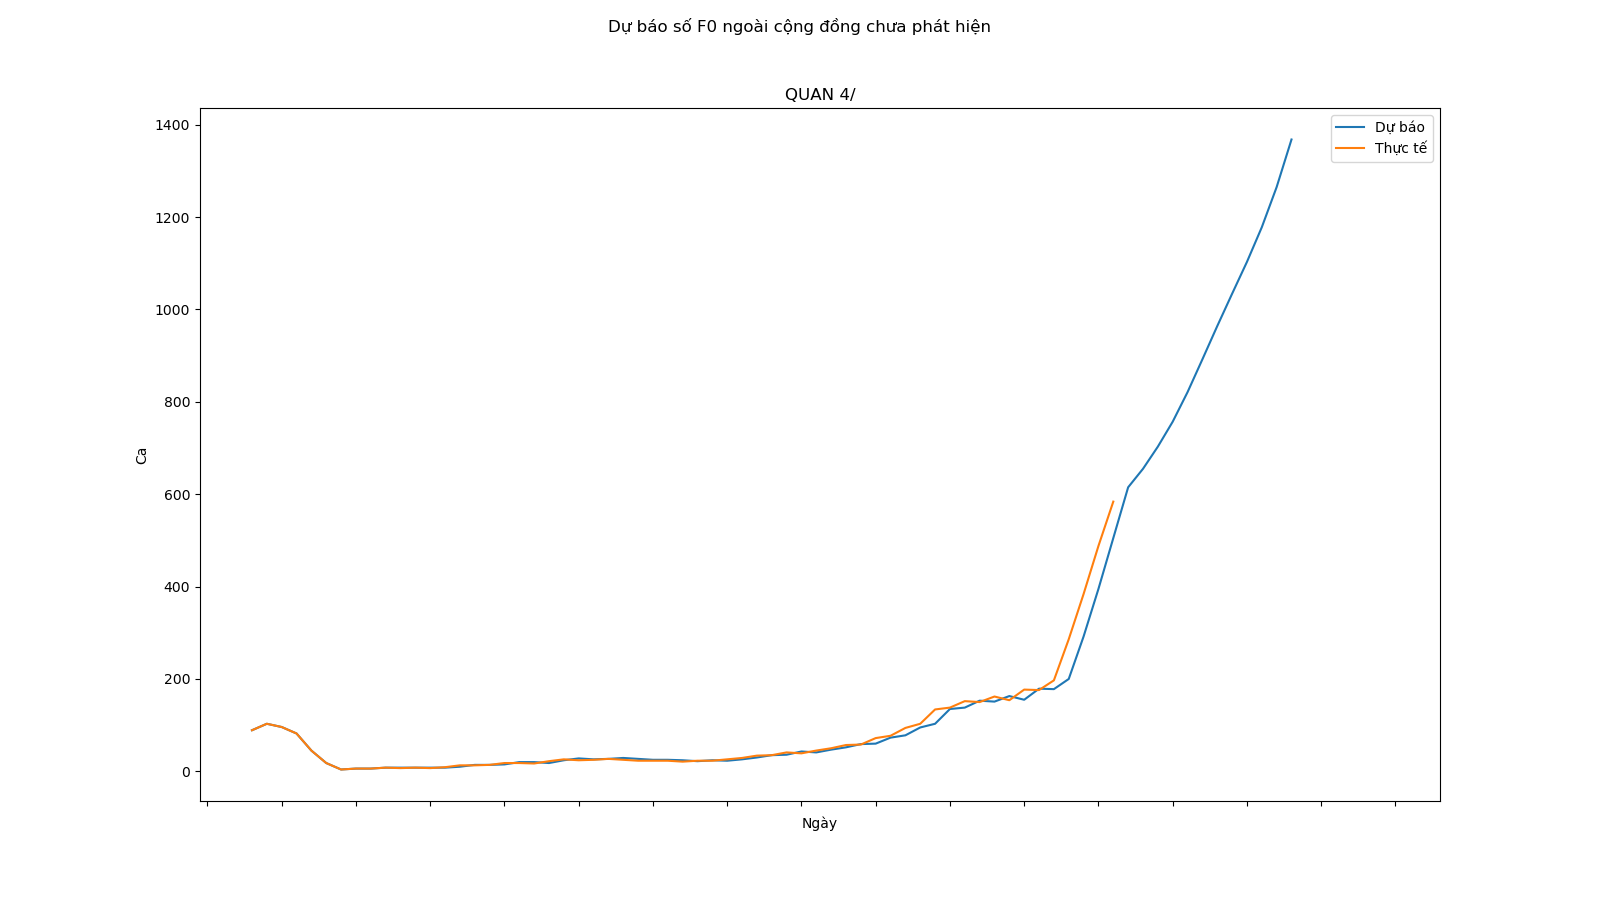 Dự báo số F0 ngoài cộng đồng chưa phát hiện
QUAN 4/
Dự báo
Thực tế
1400
1200
1000
800
600
400
200
0
Ca
Ngày